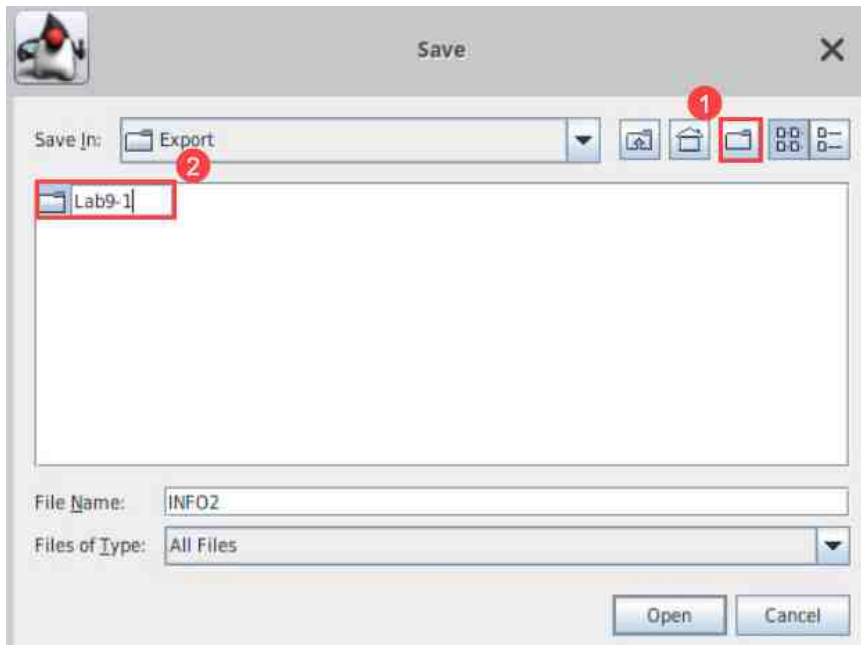 Save
1
Save In: Export
2
Lab9-1
File Name: INFO2
Files of Type: All Files
Open Cancel